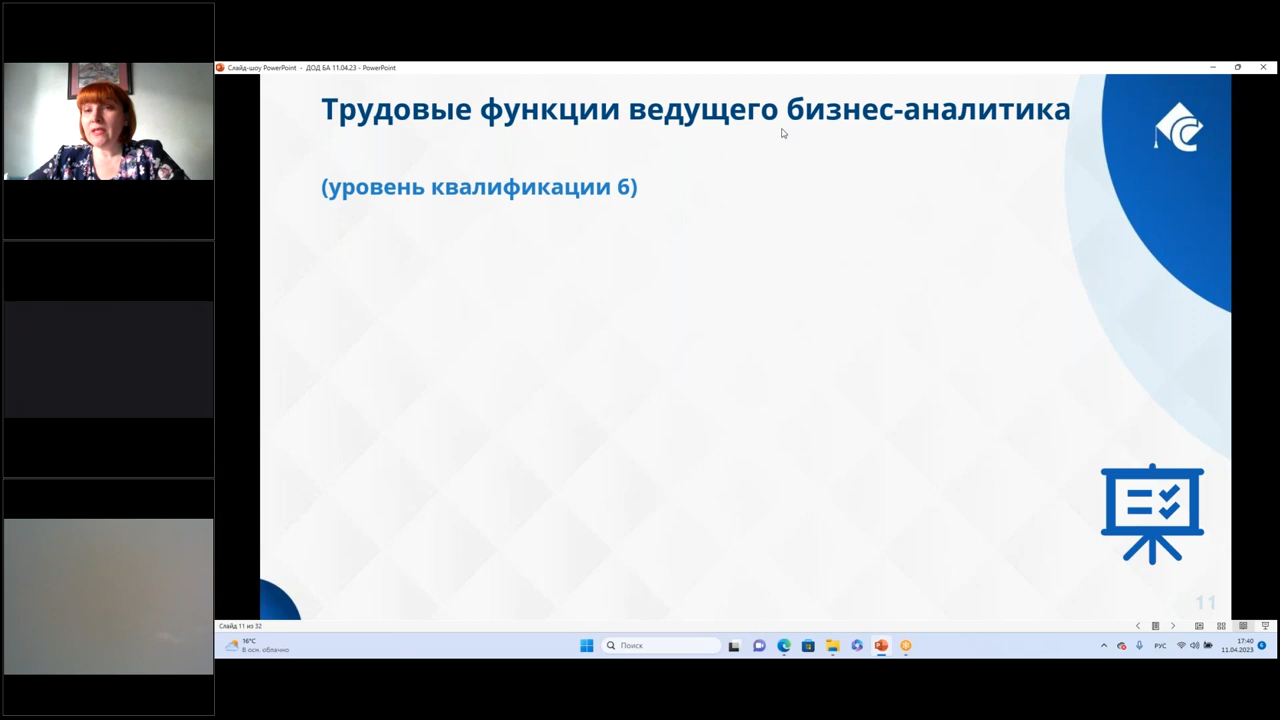 Слайд-шоу PowerPoint - ДОД БА 11.04.23 - PowerPoint
Трудовые функции ведущего бизнес-аналитика
(уровень квалификации 6)
11
Слайд 11 из 32
16°C
В осн. облачно
Поиск
РУС
17:40
11.04.2023